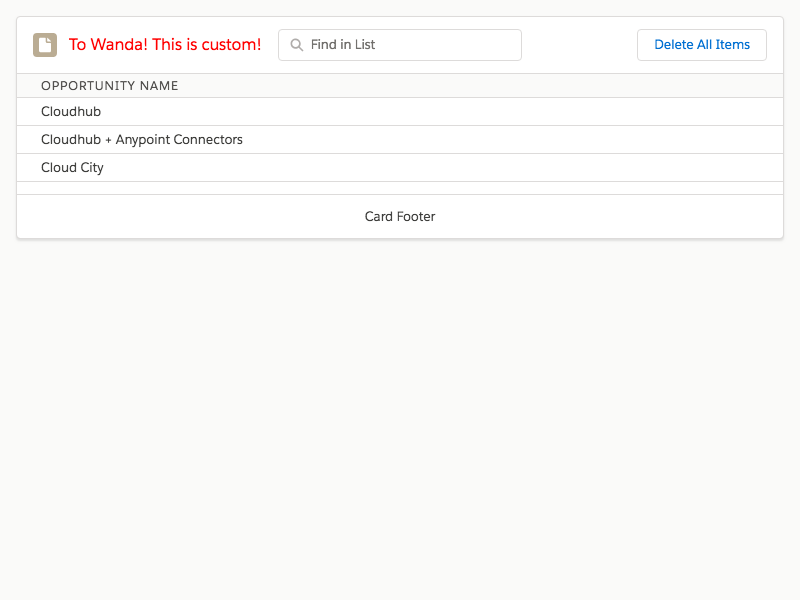 To Wanda! This is custom!
Find in List
Delete All Items
OPPORTUNITY NAME
Cloudhub
Cloudhub + Anypoint Connectors
Cloud City
Card Footer